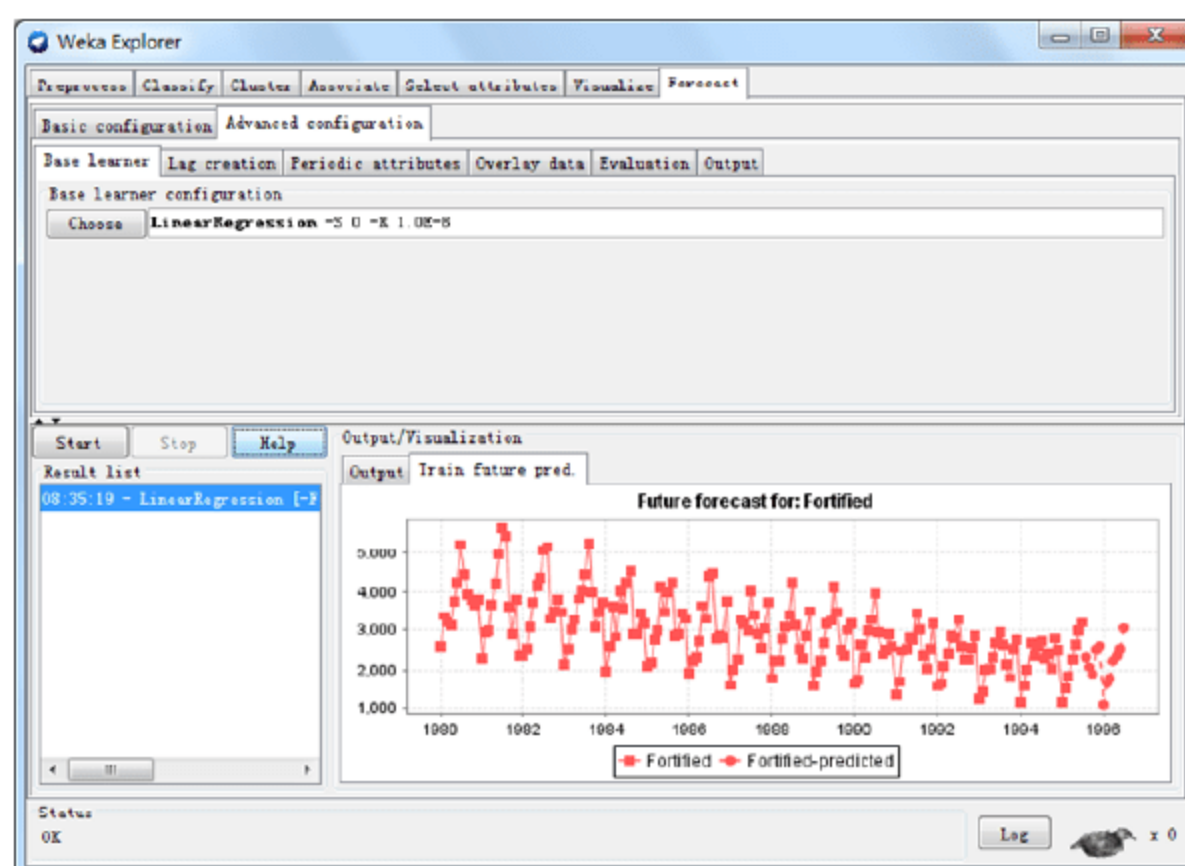 Weka Explorer
Preprocess Classify Cluster Associate Select attributes Visualize Forecast
Basic configuration Advanced configuration
Base learner Lag creation Periodic attributes Overlay data Evaluation Output
Base learner configuration
Choose LinearRegression -S 0 -R 1.0E-8
Start Stop Help
Result list
08:35:19 - LinearRegression [-F
Output/Visualization
Output Train future pred.
Future forecast for: Fortified
5,000
4,000
3,000
2,000
1,000
1980 1982 1984 1986 1988 1990 1992 1994 1996
Fortified Fortified-predicted
Status
OK
Log x 0